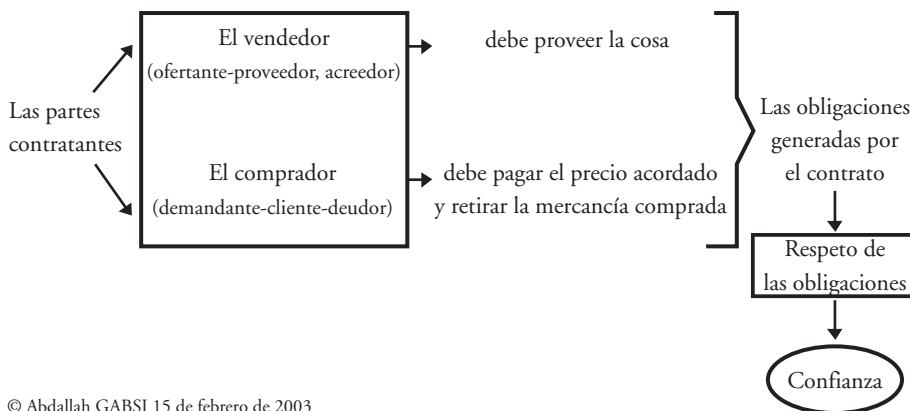 Las partes
contratantes
El vendedor
(ofertante-proveedor, acreedor)
debe proveer la cosa
El comprador
(demandante-cliente-deudor)
debe pagar el precio acordado
y retirar la mercancía comprada
Las obligaciones
generadas por
el contrato
Respeto de
las obligaciones
Confianza
© Abdallah GABSI 15 de febrero de 2003